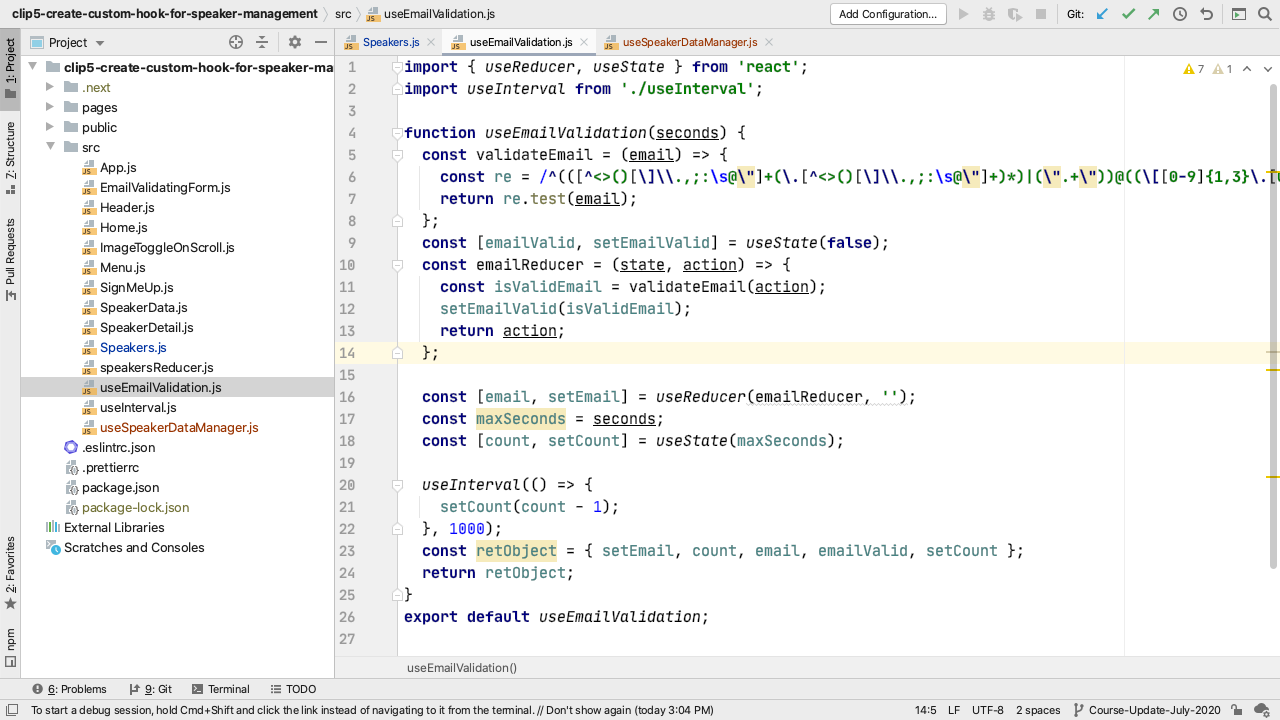 clip5-create-custom-hook-for-speaker-management
src
useEmailValidation.js
Add Configuration...
Git:
1: Project
Z: Structure
Pull Requests
2: Favorites
npm
Project
clip5-create-custom-hook-for-speaker-ma
.next
pages
public
src
App.js
EmailValidatingForm.js
Header.js
Home.js
ImageToggleOnScroll.js
Menu.js
SignMeUp.js
SpeakerData.js
SpeakerDetail.js
Speakers.js
speakersReducer.js
useEmailValidation.js
useInterval.js
useSpeakerDataManager.js
.eslintrc.json
.prettierrc
package.json
package-lock.json
External Libraries
Scratches and Consoles
Speakers.js
useEmailValidation.js
useSpeakerDataManager.js
7
1
1 import { useReducer, useState } from 'react';
2 import useInterval from './useInterval';
3
4 function useEmailValidation(seconds) {
5 const validateEmail = (email) => {
6 const re = /^(([^<>()[\]\\.,;:\s@\"]+(\.[^<>()[\]\\.,;:\s@\"]+)*)|(\".+\"))@((\[[0-9]{1,3}\.[
7 return re.test(email);
8 };
9 const [emailValid, setEmailValid] = useState(false);
10 const emailReducer = (state, action) => {
11 const isValidEmail = validateEmail(action);
12 setEmailValid(isValidEmail);
13 return action;
14 };
15
16 const [email, setEmail] = useReducer(emailReducer, '');
17 const maxSeconds = seconds;
18 const [count, setCount] = useState(maxSeconds);
19
20 useInterval(() => {
21 setCount(count - 1);
22 }, 1000);
23 const retObject = { setEmail, count, email, emailValid, setCount };
24 return retObject;
25 }
26 export default useEmailValidation;
27
useEmailValidation()
6: Problems
9: Git
Terminal
TODO
To start a debug session, hold Cmd+Shift and click the link instead of navigating to it from the terminal. // Don't show again (today 3:04 PM)
14:5
LF
UTF-8
2 spaces
Course-Update-July-2020